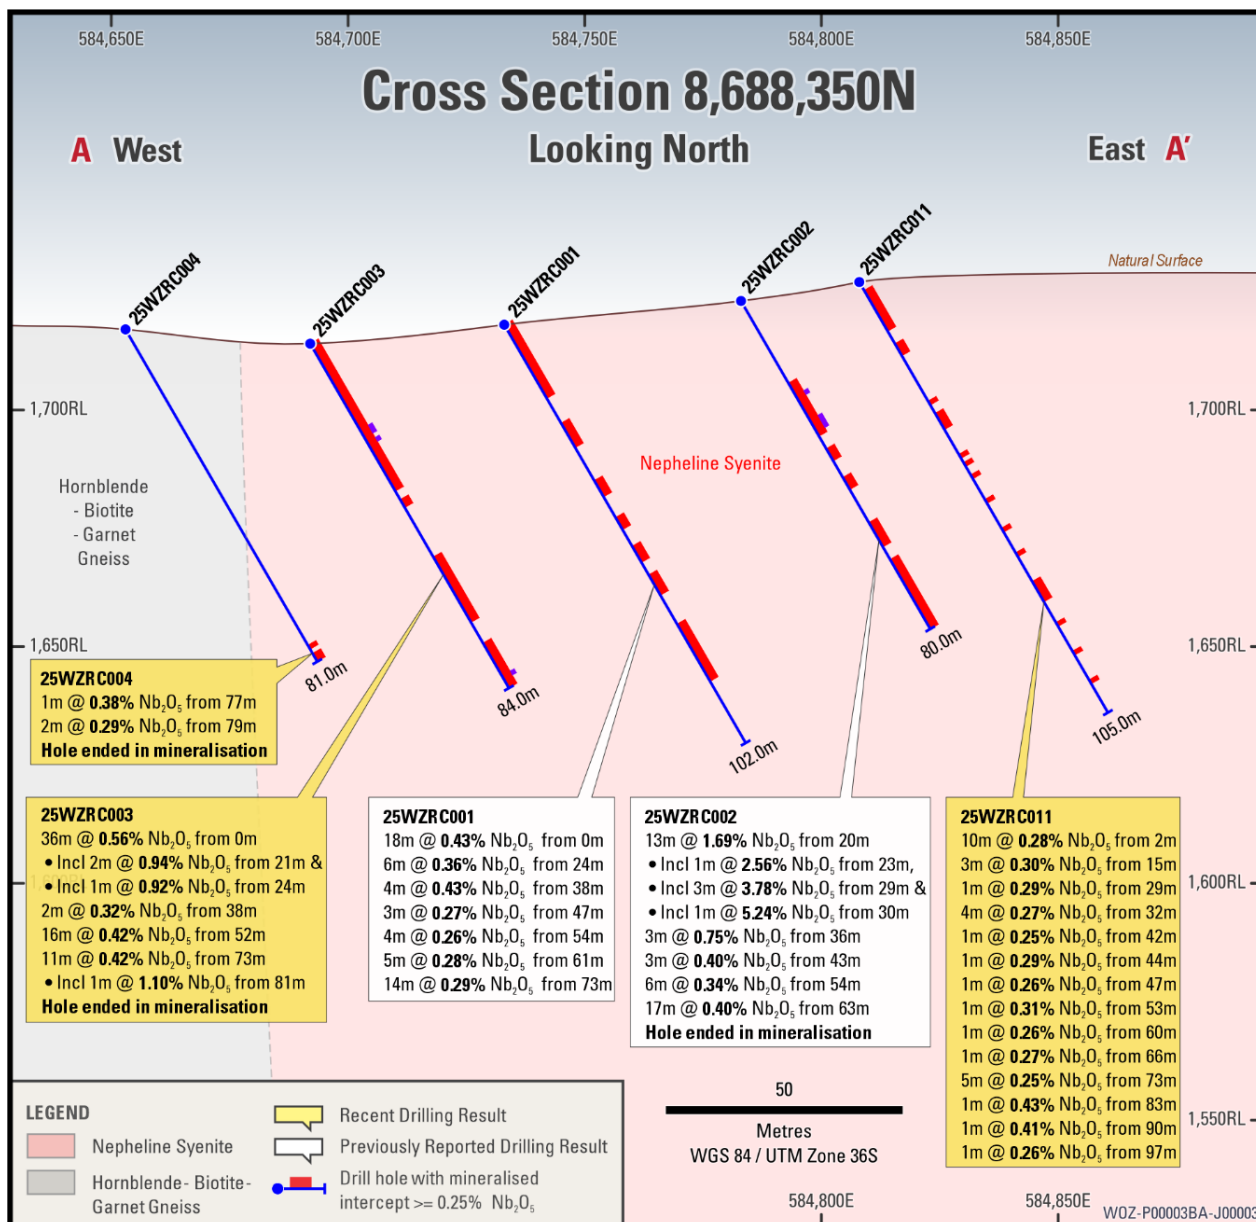 584,650E 584,700E 584,750E 584,800E 584,850E
Cross Section 8,688,350N
A West Looking North East A'
25WZRC004
25WZRC003
25WZRC001
25WZRC002
25WZRC011
Natural Surface
1,700RL 1,700RL
Nepheline Syenite
Hornblende
- Biotite
- Garnet
Gneiss
1,650RL 1,650RL
81.0m
84.0m
102.0m
80.0m
105.0m
25WZRC004
1m @ 0.38% Nb₂O₅ from 77m
2m @ 0.29% Nb₂O₅ from 79m
Hole ended in mineralisation
25WZRC003
36m @ 0.56% Nb₂O₅ from 0m
• Incl 2m @ 0.94% Nb₂O₅ from 21m &
• Incl 1m @ 0.92% Nb₂O₅ from 24m
2m @ 0.32% Nb₂O₅ from 38m
16m @ 0.42% Nb₂O₅ from 52m
11m @ 0.42% Nb₂O₅ from 73m
• Incl 1m @ 1.10% Nb₂O₅ from 81m
Hole ended in mineralisation
25WZRC001
18m @ 0.43% Nb₂O₅ from 0m
6m @ 0.36% Nb₂O₅ from 24m
4m @ 0.43% Nb₂O₅ from 38m
3m @ 0.27% Nb₂O₅ from 47m
4m @ 0.26% Nb₂O₅ from 54m
5m @ 0.28% Nb₂O₅ from 61m
14m @ 0.29% Nb₂O₅ from 73m
25WZRC002
13m @ 1.69% Nb₂O₅ from 20m
• Incl 1m @ 2.56% Nb₂O₅ from 23m,
• Incl 3m @ 3.78% Nb₂O₅ from 29m &
• Incl 1m @ 5.24% Nb₂O₅ from 30m
3m @ 0.75% Nb₂O₅ from 36m
3m @ 0.40% Nb₂O₅ from 43m
6m @ 0.34% Nb₂O₅ from 54m
17m @ 0.40% Nb₂O₅ from 63m
Hole ended in mineralisation
25WZRC011
10m @ 0.28% Nb₂O₅ from 2m
3m @ 0.30% Nb₂O₅ from 15m
1m @ 0.29% Nb₂O₅ from 29m
4m @ 0.27% Nb₂O₅ from 32m
1m @ 0.25% Nb₂O₅ from 42m
1m @ 0.29% Nb₂O₅ from 44m
1m @ 0.26% Nb₂O₅ from 47m
1m @ 0.31% Nb₂O₅ from 53m
1m @ 0.26% Nb₂O₅ from 60m
1m @ 0.27% Nb₂O₅ from 66m
5m @ 0.25% Nb₂O₅ from 73m
1m @ 0.43% Nb₂O₅ from 83m
1m @ 0.41% Nb₂O₅ from 90m
1m @ 0.26% Nb₂O₅ from 97m
1,600RL 1,600RL
1,550RL
LEGEND
Nepheline Syenite
Hornblende - Biotite -
Garnet Gneiss
Recent Drilling Result
Previously Reported Drilling Result
Drill hole with mineralised
intercept >= 0.25% Nb₂O₅
50
Metres
WGS 84 / UTM Zone 36S
584,800E 584,850E
WOZ-P00003BA-J00003